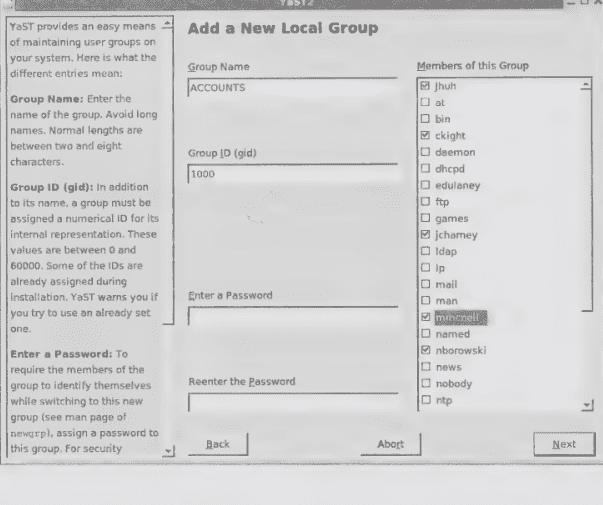 YaST2
YaST provides an easy means
of maintaining user groups on
your system. Here is what the
different entries mean:
Group Name: Enter the
name of the group. Avoid long
names. Normal lengths are
between two and eight
characters.
Group ID (gid): In addition
to its name, a group must be
assigned a numerical ID for its
internal representation. These
values are between 0 and
60000. Some of the IDs are
already assigned during
installation. YaST warns you if
you try to use an already set
one.
Enter a Password: To
require the members of the
group to identify themselves
while switching to this new
group (see man page of
newgrp), assign a password to
this group. For security
Add a New Local Group
Group Name
ACCOUNTS
Group ID (gid)
1000
Enter a Password
Reenter the Password
Members of this Group
jhuh
at
bin
ckight
daemon
dhcpd
edulaney
ftp
games
jcharney
ldap
lp
mail
man
named
nborowski
news
nobody
ntp
Back
Abort
Next